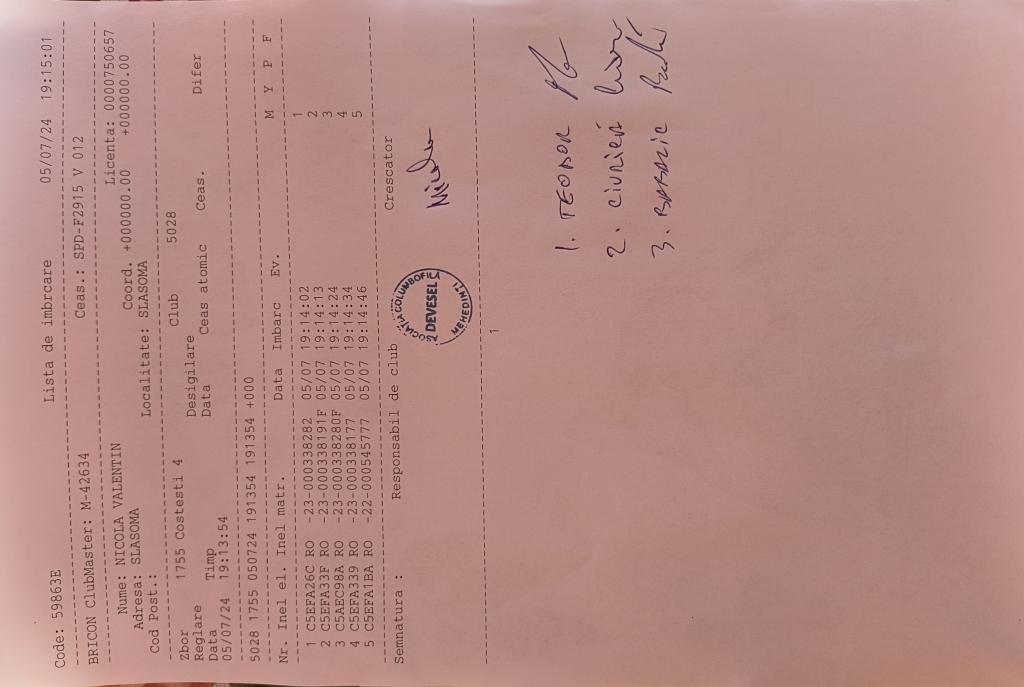 Code: 59863E Lista de imbrcare 05/07/24 19:15:01
BRICON ClubMaster: M-42634 Ceas.: SPD-F2915 V 012
Nume: NICOLA VALENTIN Licenta: 0000750657
Adresa: SLASOMA Coord. +000000.00 +000000.00
Cod Post.: Localitate: SLASOMA
Zbor 1755 Costesti 4 Club 5028
Reglare Desigilare
Data Timp Data Ceas atomic Ceas. Difer
05/07/24 19:13:54
5028 1755 050724 191354 191354 +000
Nr. Inel el. Inel matr. Data Imbarc Ev. M Y P F
1 C5EFA26C RO -23-000338282 05/07 19:14:02 1
2 C5EFA33F RO -23-000338191F 05/07 19:14:13 2
3 C5AEC98A RO -23-000338280F 05/07 19:14:24 3
4 C5EFA339 RO -23-000338177 05/07 19:14:34 4
5 C5EFA1BA RO -22-000545777 05/07 19:14:46 5
Semnatura : Responsabil de club Crescator
ASOCIATIA COLUMBOFILA
DEVESEL
MEHEDINTI
1
1. TEODOR
2.
3.